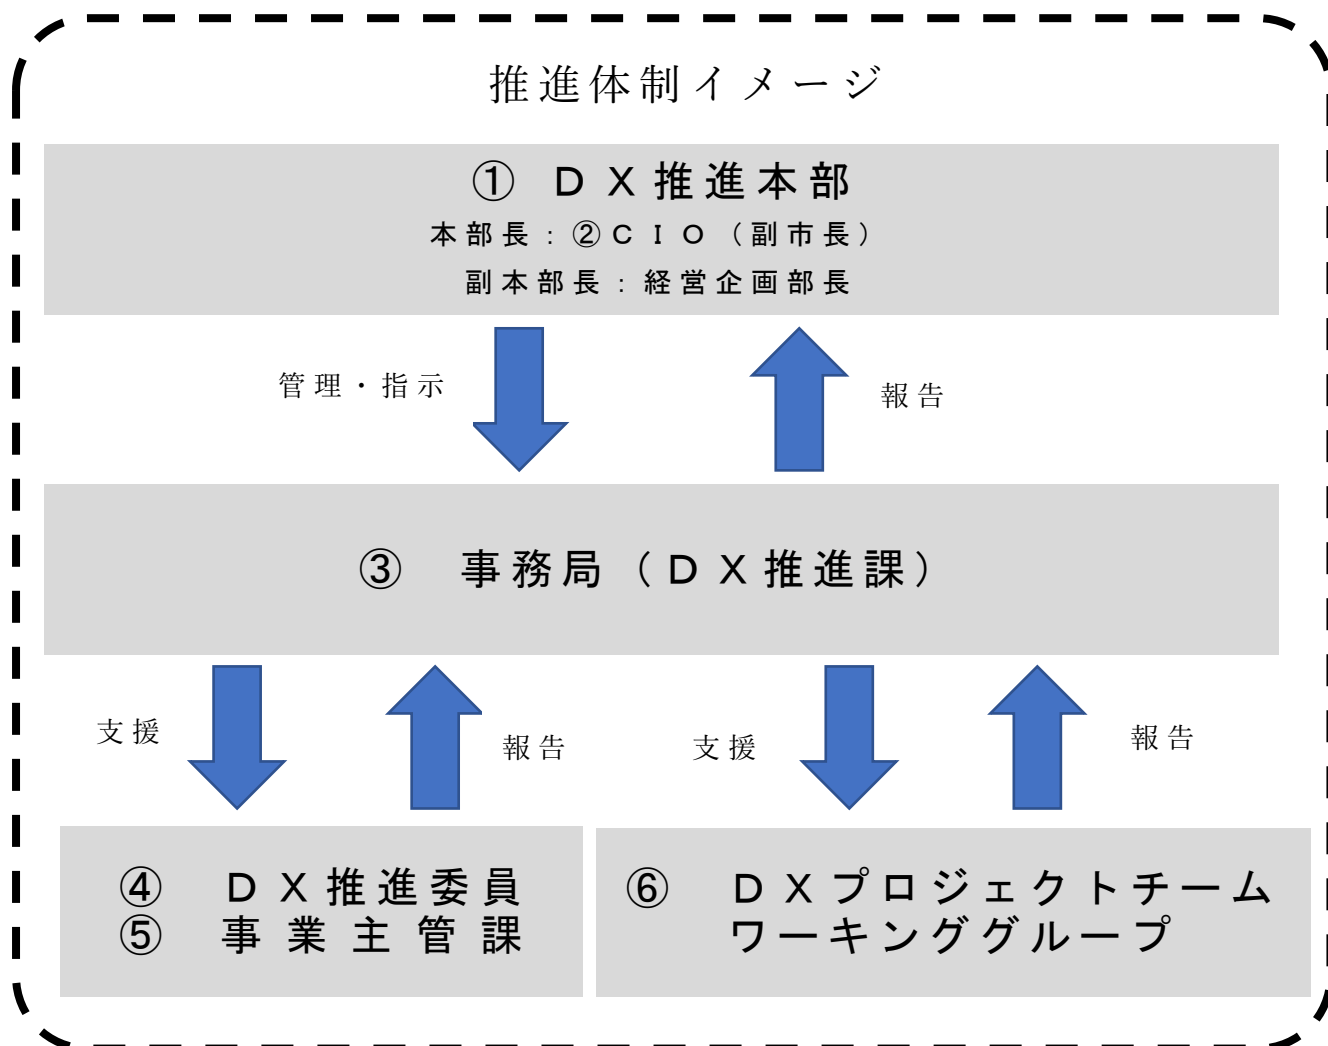 推進体制イメージ
① ＤＸ推進本部
本部長：②ＣＩＯ（副市長）
副本部長：経営企画部長
管理・指示
報告
③ 事務局（ＤＸ推進課）
支援
報告
支援
報告
④ ＤＸ推進委員
⑤ 事業主管課
⑥ ＤＸプロジェクトチーム
ワーキンググループ